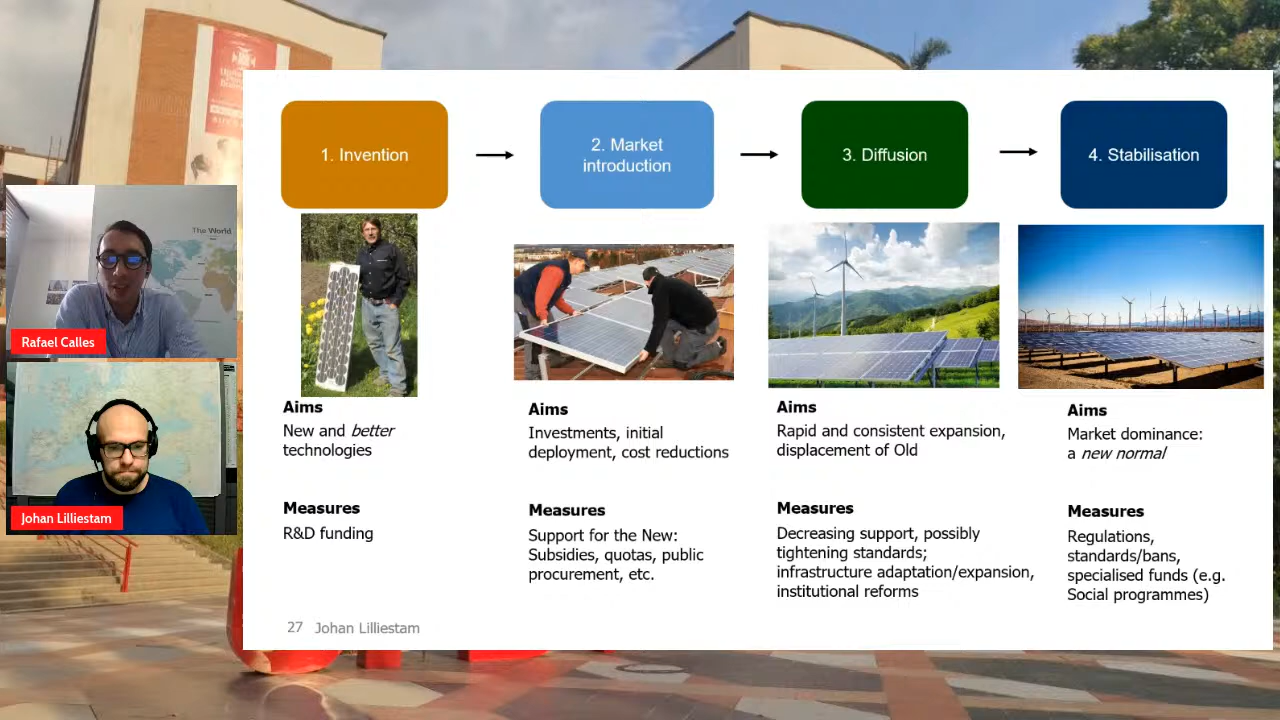 1. Invention
2. Market
introduction
3. Diffusion
4. Stabilisation
The World
Rafael Calles
Johan Lilliestam
Aims
New and better
technologies
Measures
R&D funding
Aims
Investments, initial
deployment, cost reductions
Measures
Support for the New:
Subsidies, quotas, public
procurement, etc.
Aims
Rapid and consistent expansion,
displacement of Old
Measures
Decreasing support, possibly
tightening standards;
infrastructure adaptation/expansion,
institutional reforms
Aims
Market dominance:
a new normal
Measures
Regulations,
standards/bans,
specialised funds (e.g.
Social programmes)
27 Johan Lilliestam